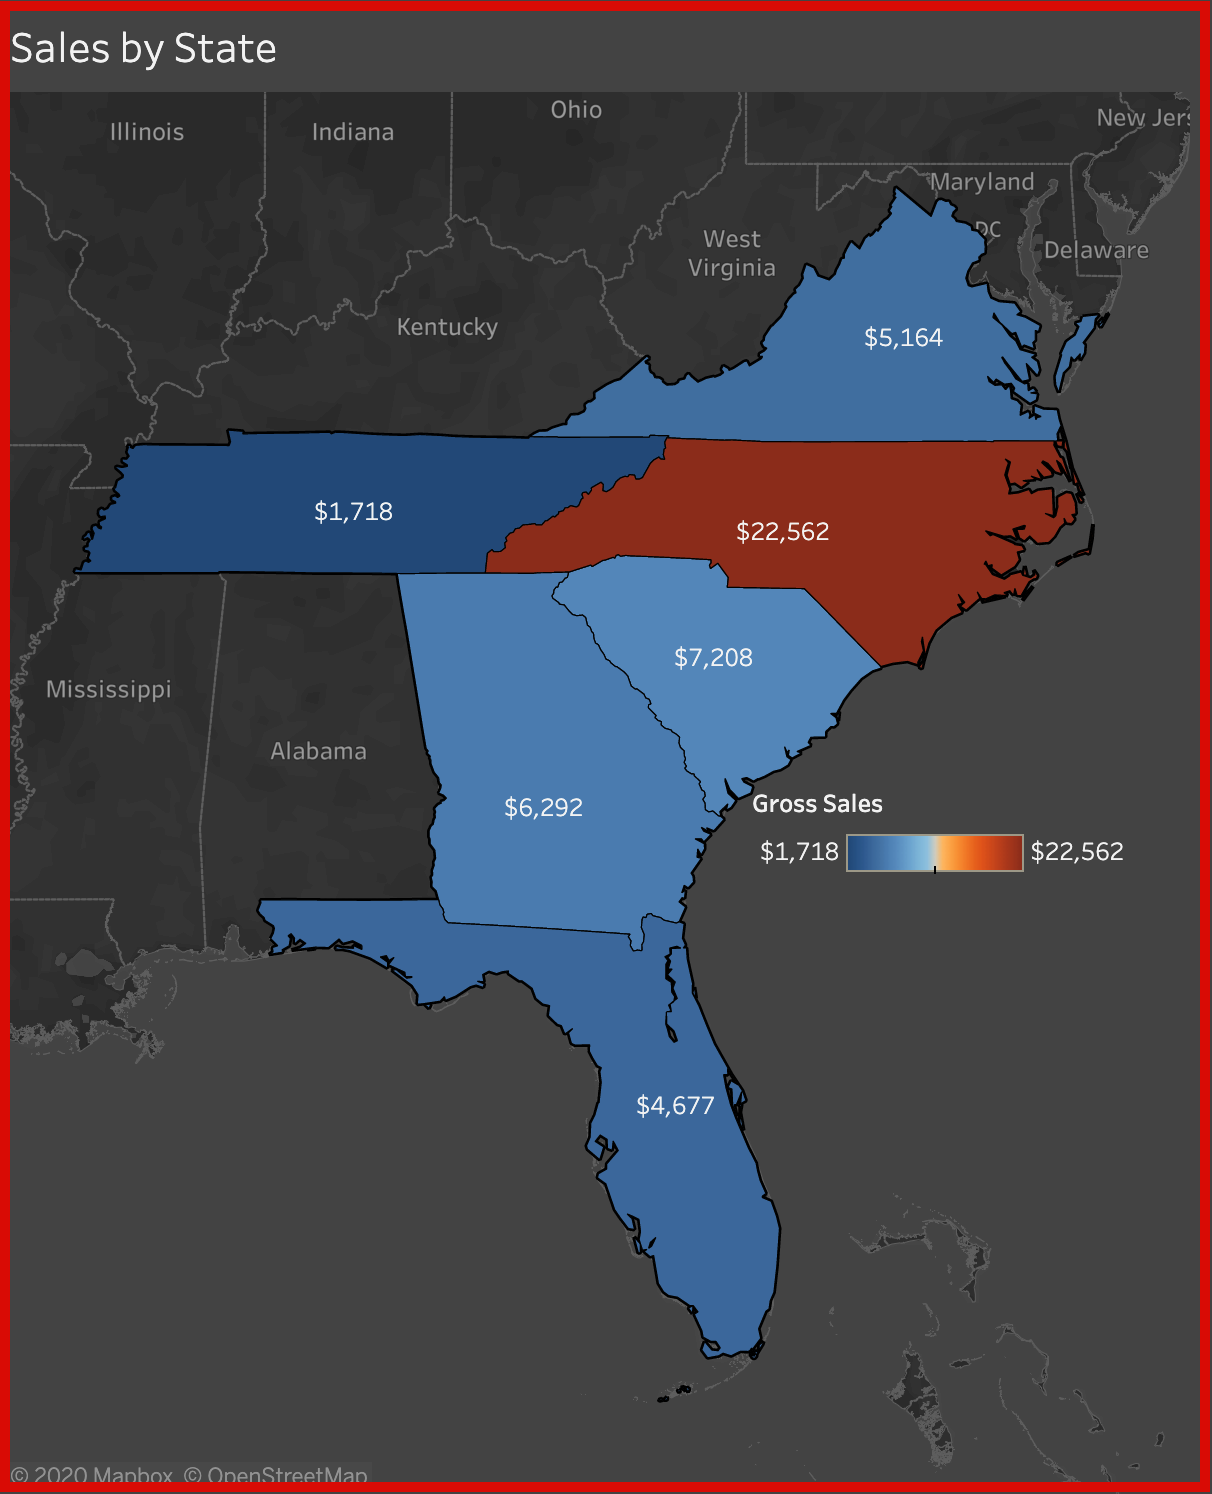 Sales by State
Ohio
New Jers
Illinois
Indiana
Maryland
DC
West
Virginia
Delaware
Kentucky
$5,164
$1,718
$22,562
$7,208
Mississippi
Alabama
$6,292
Gross Sales
$1,718
$22,562
$4,677
© 2020 Mapbox © OpenStreetMap